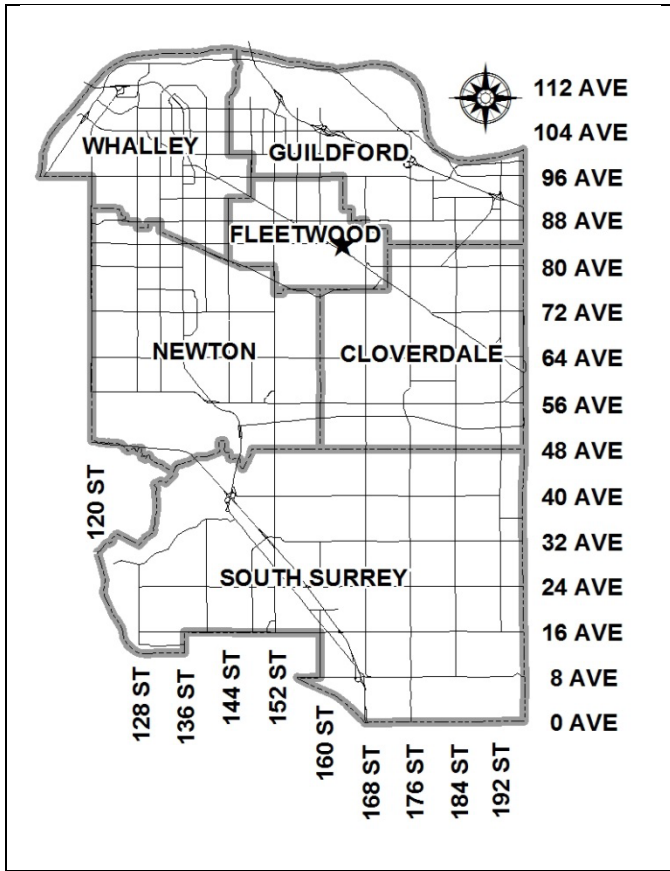 112 AVE
104 AVE
WHALLEY
GUILDFORD
96 AVE
88 AVE
FLEETWOOD
80 AVE
72 AVE
NEWTON
CLOVERDALE
64 AVE
56 AVE
48 AVE
120 ST
40 AVE
32 AVE
SOUTH SURREY
24 AVE
16 AVE
128 ST
136 ST
144 ST
152 ST
160 ST
8 AVE
0 AVE
168 ST
176 ST
184 ST
192 ST